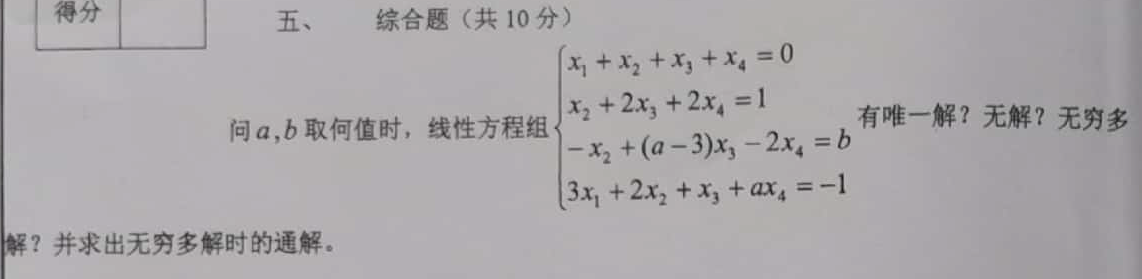 得分
五、 综合题（共 10 分）
问 a,b 取何值时，线性方程组
x₁ + x₂ + x₃ + x₄ = 0
x₂ + 2x₃ + 2x₄ = 1
-x₂ + (a-3)x₃ - 2x₄ = b
3x₁ + 2x₂ + x₃ + ax₄ = -1
有唯一解？无解？无穷多
解？并求出无穷多解时的通解。